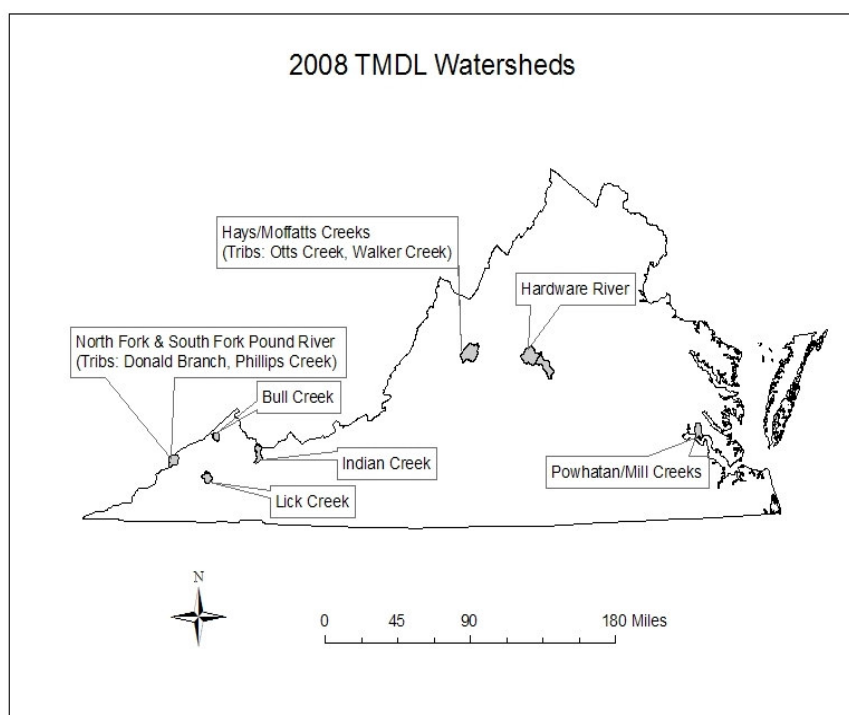 2008 TMDL Watersheds
Hays/Moffatts Creeks
(Tribs: Otts Creek, Walker Creek)
Hardware River
North Fork & South Fork Pound River
(Tribs: Donald Branch, Phillips Creek)
Bull Creek
Indian Creek
Powhatan/Mill Creeks
Lick Creek
N
0 45 90 180 Miles